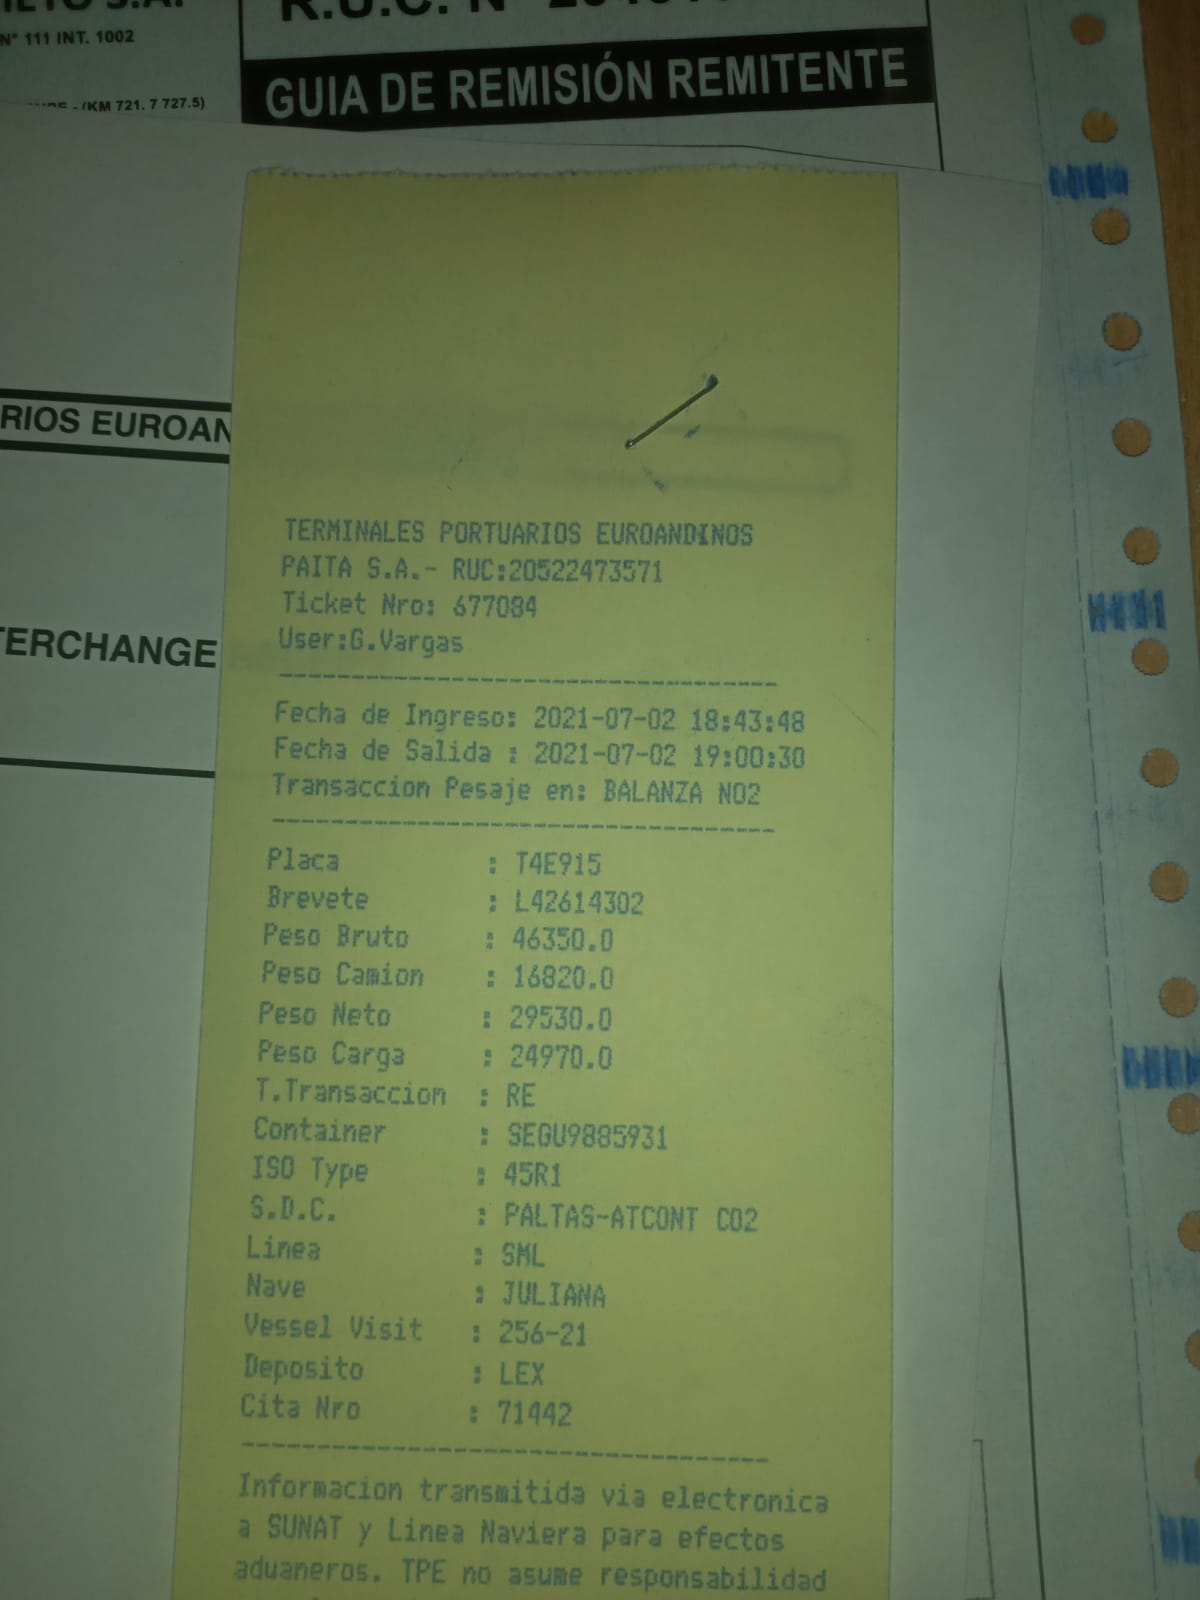 N° 111 INT. 1002
(KM 721. 7 727.5)
R.U.C. N°
GUIA DE REMISIÓN REMITENTE
RIOS EUROAN
TERCHANGE
TERMINALES PORTUARIOS EUROANDINOS
PAITA S.A.- RUC:20522473571
Ticket Nro: 677084
User:G.Vargas
--------------------------------
Fecha de Ingreso: 2021-07-02 18:43:48
Fecha de Salida : 2021-07-02 19:00:30
Transaccion Pesaje en: BALANZA NO2
--------------------------------
Placa : T4E915
Brevete : L42614302
Peso Bruto : 46350.0
Peso Camion : 16820.0
Peso Neto : 29530.0
Peso Carga : 24970.0
T.Transaccion : RE
Container : SEGU9885931
ISO Type : 45R1
S.D.C. : PALTAS-ATCONT CO2
Linea : SML
Nave : JULIANA
Vessel Visit : 256-21
Deposito : LEX
Cita Nro : 71442
--------------------------------
Informacion transmitida via electronica
a SUNAT y Linea Naviera para efectos
aduaneros. TPE no asume responsabilidad